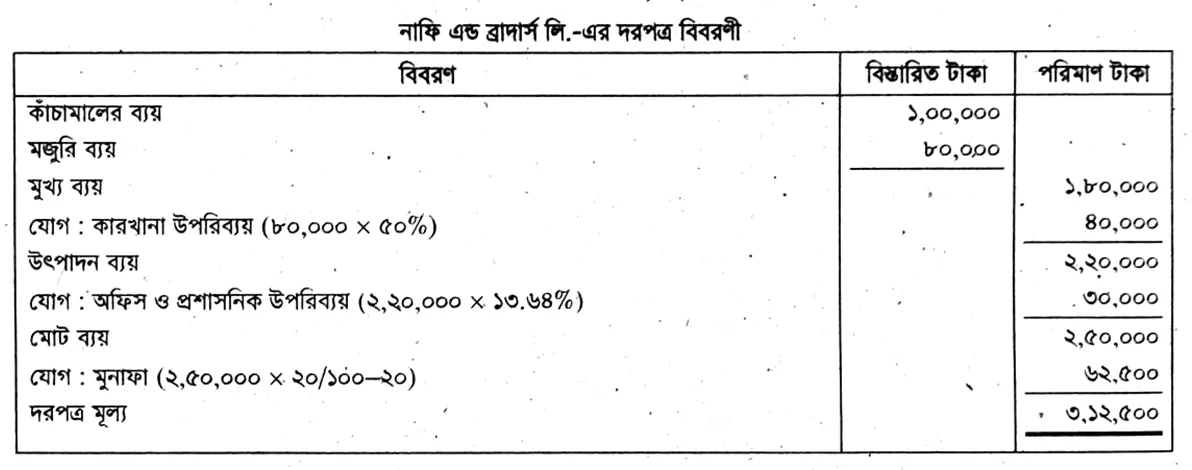 নাফি এন্ড ব্রাদার্স লি.-এর দরপত্র বিবরণী
বিবরণ বিস্তারিত টাকা পরিমাণ টাকা
কাঁচামালের ব্যয় ১,০০,০০০
মজুরি ব্যয় ৮০,০০০
মুখ্য ব্যয় ১,৮০,০০০
যোগ : কারখানা উপরিব্যয় (৮০,০০০ × ৫০%) ৪০,০০০
উৎপাদন ব্যয় ২,২০,০০০
যোগ : অফিস ও প্রশাসনিক উপরিব্যয় (২,২০,০০০ × ১৩.৬৪%) ৩০,০০০
মোট ব্যয় ২,৫০,০০০
যোগ : মুনাফা (২,৫০,০০০ × ২০/১০০–২০) ৬২,৫০০
দরপত্র মূল্য ৩,১২,৫০০